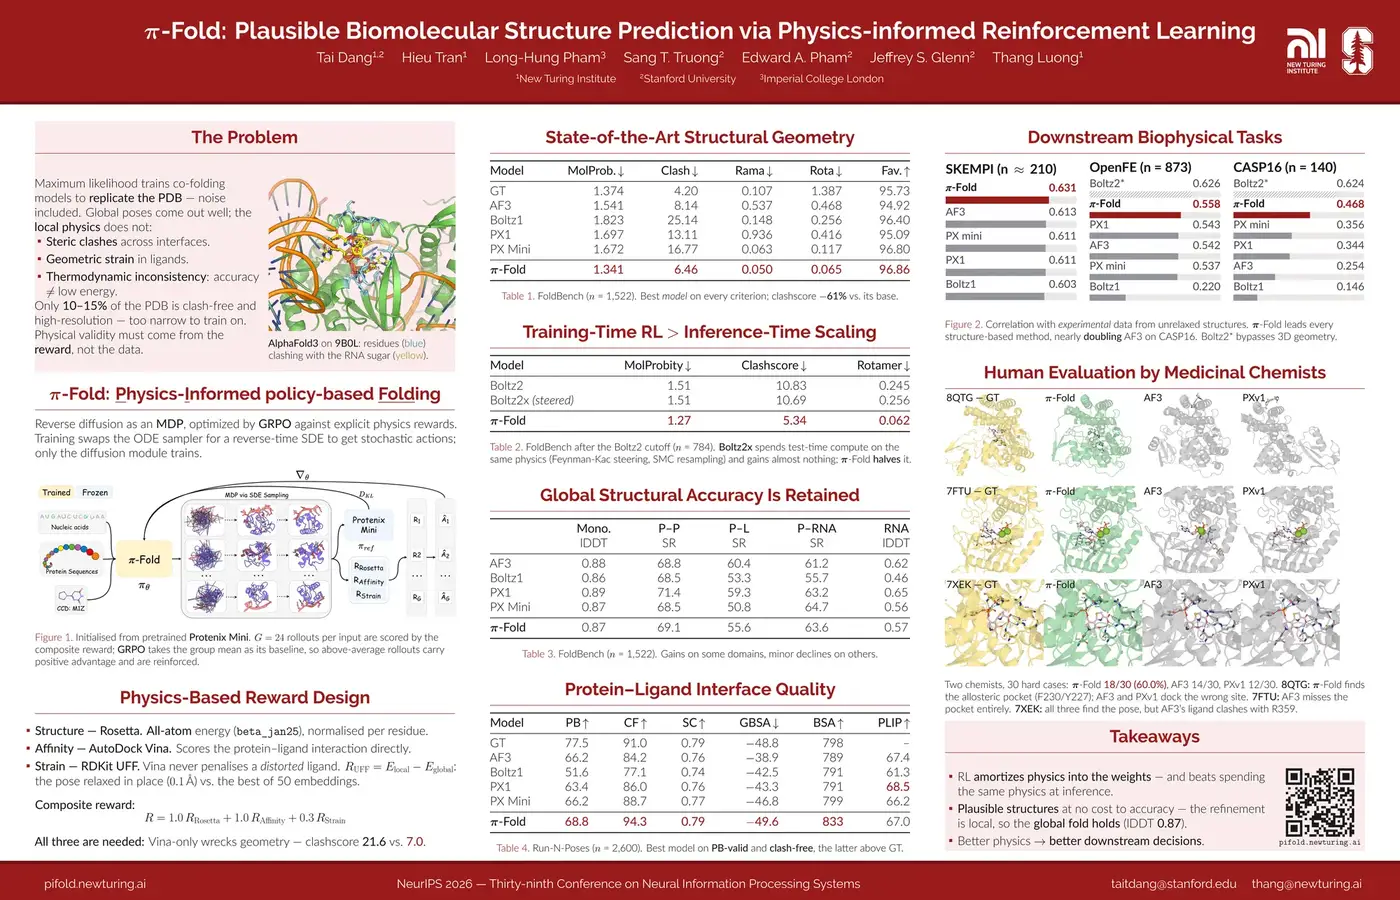 π-Fold: Plausible Biomolecular Structure Prediction via Physics-informed Reinforcement Learning
Tai Dang1,2 Hieu Tran1 Long-Hung Pham3 Sang T. Truong2 Edward A. Pham2 Jeffrey S. Glenn2 Thang Luong1
1New Turing Institute 2Stanford University 3Imperial College London
NEW TURING
INSTITUTE
The Problem
Maximum likelihood trains co-folding
models to replicate the PDB — noise
included. Global poses come out well; the
local physics does not:
▪ Steric clashes across interfaces.
▪ Geometric strain in ligands.
▪ Thermodynamic inconsistency: accuracy
≠ low energy.
Only 10–15% of the PDB is clash-free and
high-resolution — too narrow to train on.
Physical validity must come from the
reward, not the data.
AlphaFold3 on 9B0L: residues (blue)
clashing with the RNA sugar (yellow).
π-Fold: Physics-Informed policy-based Folding
Reverse diffusion as an MDP, optimized by GRPO against explicit physics rewards.
Training swaps the ODE sampler for a reverse-time SDE to get stochastic actions;
only the diffusion module trains.
∇θ
Trained Frozen
MDP via SDE Sampling
DKL
Nucleic acids
Protein Sequences
CCD: M1Z
π-Fold
πθ
Protenix
Mini
πref
RRosetta
RAffinity
RStrain
R1
R2
...
RG
Â1
Â2
...
ÂG
Figure 1. Initialised from pretrained Protenix Mini. G = 24 rollouts per input are scored by the
composite reward; GRPO takes the group mean as its baseline, so above-average rollouts carry
positive advantage and are reinforced.
Physics-Based Reward Design
▪ Structure — Rosetta. All-atom energy (beta_jan25), normalised per residue.
▪ Affinity — AutoDock Vina. Scores the protein–ligand interaction directly.
▪ Strain — RDKit UFF. Vina never penalises a distorted ligand. RUFF = Elocal − Eglobal:
the pose relaxed in place (0.1 Å) vs. the best of 50 embeddings.
Composite reward:
R = 1.0 RRosetta + 1.0 RAffinity + 0.3 RStrain
All three are needed: Vina-only wrecks geometry — clashscore 21.6 vs. 7.0.
State-of-the-Art Structural Geometry
Model MolProb.↓ Clash↓ Rama↓ Rota↓ Fav.↑
GT 1.374 4.20 0.107 1.387 95.73
AF3 1.541 8.14 0.537 0.468 94.92
Boltz1 1.823 25.14 0.148 0.256 96.40
PX1 1.697 13.11 0.936 0.416 95.09
PX Mini 1.672 16.77 0.063 0.117 96.80
π-Fold 1.341 6.46 0.050 0.065 96.86
Table 1. FoldBench (n = 1,522). Best model on every criterion; clashscore −61% vs. its base.
Training-Time RL > Inference-Time Scaling
Model MolProbity↓ Clashscore↓ Rotamer↓
Boltz2 1.51 10.83 0.245
Boltz2x (steered) 1.51 10.69 0.256
π-Fold 1.27 5.34 0.062
Table 2. FoldBench after the Boltz2 cutoff (n = 784). Boltz2x spends test-time compute on the
same physics (Feynman-Kac steering, SMC resampling) and gains almost nothing; π-Fold halves it.
Global Structural Accuracy Is Retained
Mono. P–P P–L P–RNA RNA
lDDT SR SR SR lDDT
AF3 0.88 68.8 60.4 61.2 0.62
Boltz1 0.86 68.5 53.3 55.7 0.46
PX1 0.89 71.4 59.3 63.2 0.65
PX Mini 0.87 68.5 50.8 64.7 0.56
π-Fold 0.87 69.1 55.6 63.6 0.57
Table 3. FoldBench (n = 1,522). Gains on some domains, minor declines on others.
Protein–Ligand Interface Quality
Model PB↑ CF↑ SC↑ GBSA↓ BSA↑ PLIP↑
GT 77.5 91.0 0.79 −48.8 798 –
AF3 66.2 84.2 0.76 −38.9 789 67.4
Boltz1 51.6 77.1 0.74 −42.5 791 61.3
PX1 63.4 86.0 0.76 −43.3 791 68.5
PX Mini 66.2 88.7 0.77 −46.8 799 66.2
π-Fold 68.8 94.3 0.79 −49.6 833 67.0
Table 4. Run-N-Poses (n = 2,600). Best model on PB-valid and clash-free, the latter above GT.
Downstream Biophysical Tasks
SKEMPI (n ≈ 210)
π-Fold 0.631
AF3 0.613
PX mini 0.611
PX1 0.611
Boltz1 0.603
OpenFE (n = 873)
Boltz2* 0.626
π-Fold 0.558
PX1 0.543
AF3 0.542
PX mini 0.537
Boltz1 0.220
CASP16 (n = 140)
Boltz2* 0.624
π-Fold 0.468
PX mini 0.356
PX1 0.344
AF3 0.254
Boltz1 0.146
Figure 2. Correlation with experimental data from unrelaxed structures. π-Fold leads every
structure-based method, nearly doubling AF3 on CASP16. Boltz2* bypasses 3D geometry.
Human Evaluation by Medicinal Chemists
8QTG — GT π-Fold AF3 PXv1
7FTU — GT π-Fold AF3 PXv1
7XEK — GT π-Fold AF3 PXv1
Two chemists, 30 hard cases: π-Fold 18/30 (60.0%), AF3 14/30, PXv1 12/30. 8QTG: π-Fold finds
the allosteric pocket (F230/Y227); AF3 and PXv1 dock the wrong site. 7FTU: AF3 misses the
pocket entirely. 7XEK: all three find the pose, but AF3's ligand clashes with R359.
Takeaways
▪ RL amortizes physics into the weights — and beats spending
the same physics at inference.
▪ Plausible structures at no cost to accuracy — the refinement
is local, so the global fold holds (lDDT 0.87).
▪ Better physics → better downstream decisions.
pifold.newturing.ai
pifold.newturing.ai
NeurIPS 2026 — Thirty-ninth Conference on Neural Information Processing Systems
taitdang@stanford.edu thang@newturing.ai